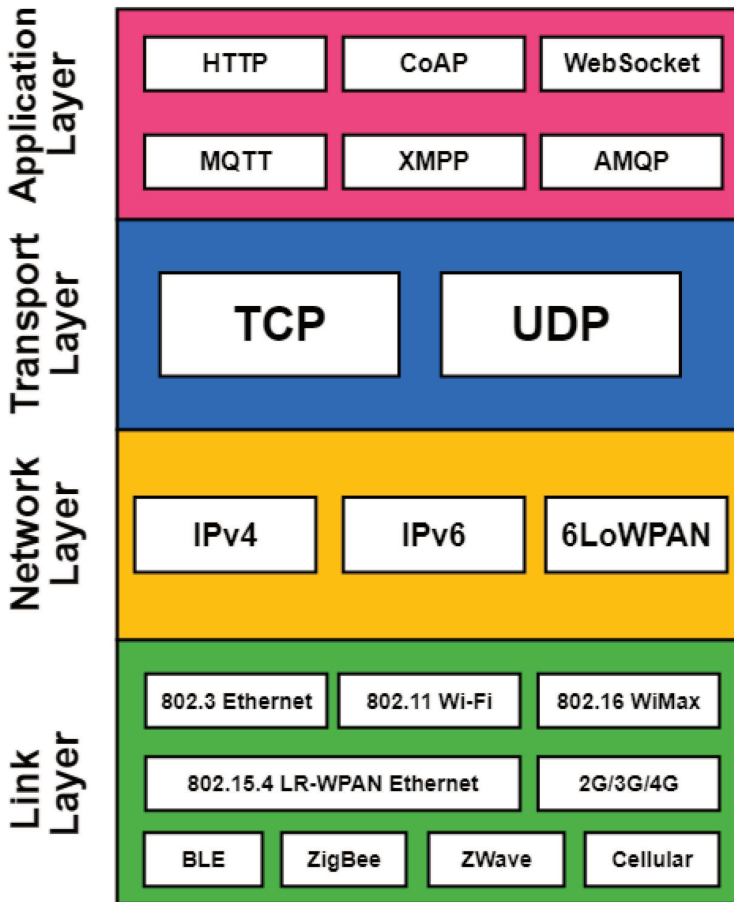 Application
Layer
HTTP
CoAP
WebSocket
MQTT
XMPP
AMQP
Transport
Layer
TCP
UDP
Network
Layer
IPv4
IPv6
6LoWPAN
Link
Layer
802.3 Ethernet
802.11 Wi-Fi
802.16 WiMax
802.15.4 LR-WPAN Ethernet
2G/3G/4G
BLE
ZigBee
ZWave
Cellular